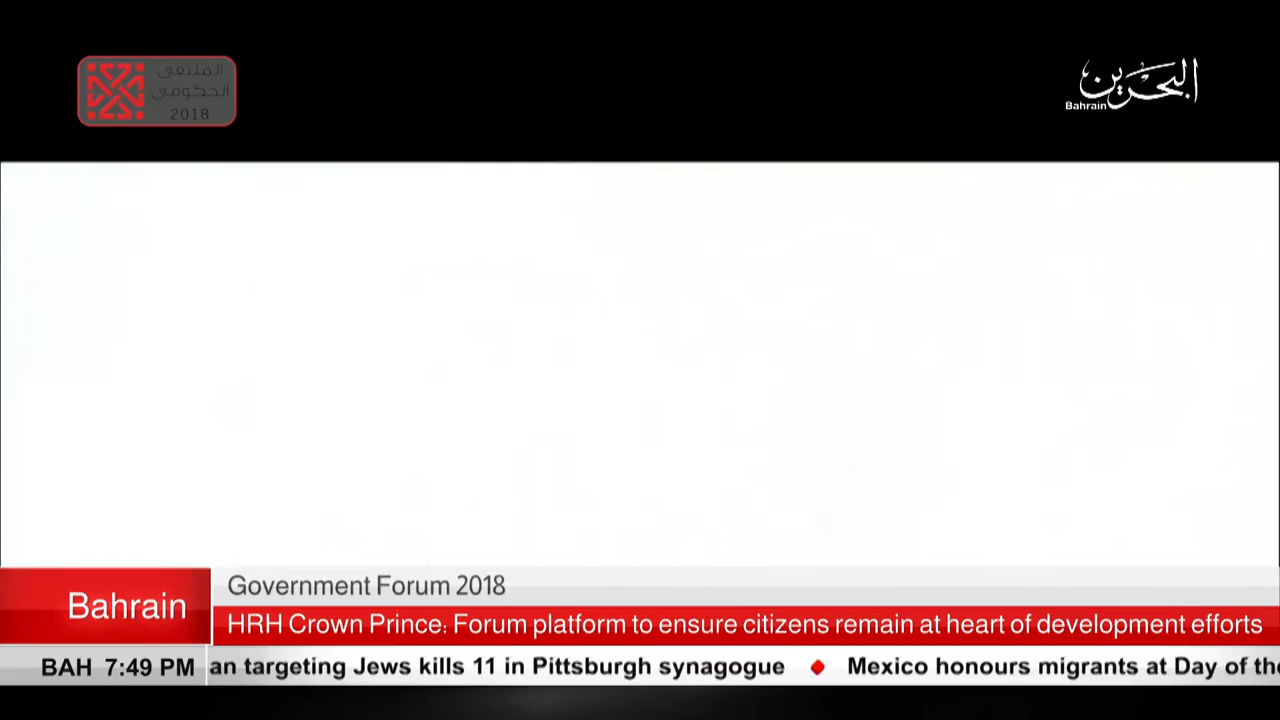 الملتقى
الحكومي
2018
البحرين
Bahrain
Government Forum 2018
Bahrain
HRH Crown Prince: Forum platform to ensure citizens remain at heart of development efforts
BAH 7:49 PM
an targeting Jews kills 11 in Pittsburgh synagogue ♦ Mexico honours migrants at Day of the